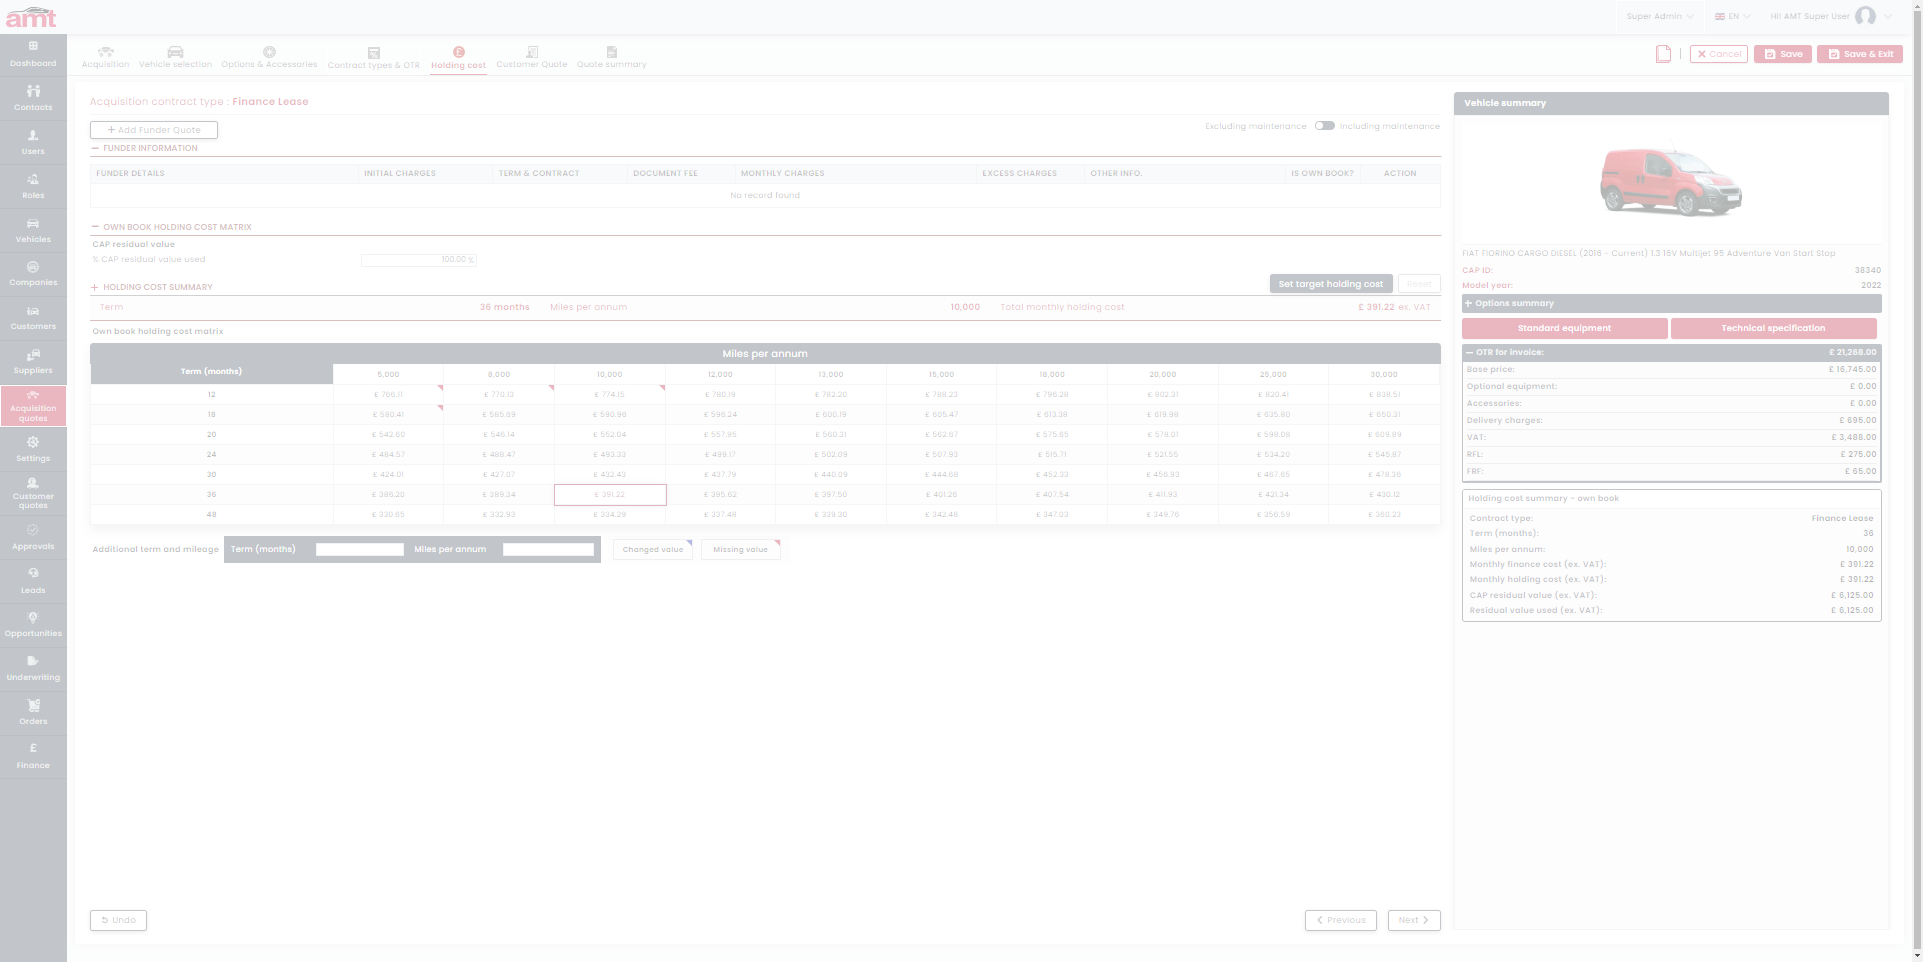 amt
Super Admin
EN
Hi! AMT Super User
Dashboard
Contacts
Users
Roles
Vehicles
Companies
Customers
Suppliers
Acquisition
quotes
Settings
Customer
quotes
Approvals
Leads
Opportunities
Underwriting
Orders
Finance
Acquisition
Vehicle selection
Options & Accessories
Contract types & OTR
Holding cost
Customer Quote
Quote summary
Cancel
Save
Save & Exit
Acquisition contract type : Finance Lease
+ Add Funder Quote
Excluding maintenance
Including maintenance
FUNDER INFORMATION
FUNDER DETAILS INITIAL CHARGES TERM & CONTRACT DOCUMENT FEE MONTHLY CHARGES EXCESS CHARGES OTHER INFO. IS OWN BOOK? ACTION
No record found
OWN BOOK HOLDING COST MATRIX
CAP residual value
% CAP residual value used 100.00 %
HOLDING COST SUMMARY
Set target holding cost
Reset
Term 36 months Miles per annum 10,000 Total monthly holding cost £ 391.22 ex. VAT
Own book holding cost matrix
Miles per annum
Term (months) 5,000 8,000 10,000 12,000 13,000 15,000 18,000 20,000 25,000 30,000
12 £ 766.11 £ 770.13 £ 774.15 £ 780.19 £ 782.20 £ 788.23 £ 796.28 £ 802.31 £ 820.41 £ 838.51
18 £ 580.41 £ 585.69 £ 590.96 £ 596.24 £ 600.19 £ 605.47 £ 613.39 £ 619.98 £ 635.80 £ 650.31
20 £ 542.60 £ 546.14 £ 552.04 £ 557.95 £ 560.31 £ 562.67 £ 575.65 £ 578.01 £ 598.08 £ 609.89
24 £ 484.57 £ 488.47 £ 493.33 £ 499.17 £ 502.09 £ 507.93 £ 515.71 £ 521.55 £ 534.20 £ 545.87
30 £ 424.01 £ 427.07 £ 432.43 £ 437.79 £ 440.09 £ 444.68 £ 452.33 £ 456.93 £ 467.65 £ 478.36
36 £ 386.20 £ 389.34 £ 391.22 £ 395.62 £ 397.50 £ 401.26 £ 407.54 £ 411.93 £ 421.34 £ 430.12
48 £ 330.65 £ 332.93 £ 334.29 £ 337.48 £ 339.30 £ 342.48 £ 347.03 £ 349.76 £ 356.59 £ 360.23
Additional term and mileage
Term (months)
Miles per annum
Changed value
Missing value
Undo
Previous
Next
Vehicle summary
FIAT FIORINO CARGO DIESEL (2016 - Current) 1.3 16V Multijet 95 Adventure Van Start Stop
CAP ID: 38340
Model year: 2022
Options summary
Standard equipment
Technical specification
OTR for invoice: £ 21,268.00
Base price: £ 16,745.00
Optional equipment: £ 0.00
Accessories: £ 0.00
Delivery charges: £ 695.00
VAT: £ 3,488.00
RFL: £ 275.00
FRF: £ 65.00
Holding cost summary - own book
Contract type: Finance Lease
Term (months): 36
Miles per annum: 10,000
Monthly finance cost (ex. VAT): £ 391.22
Monthly holding cost (ex. VAT): £ 391.22
CAP residual value (ex. VAT): £ 6,125.00
Residual value used (ex. VAT): £ 6,125.00